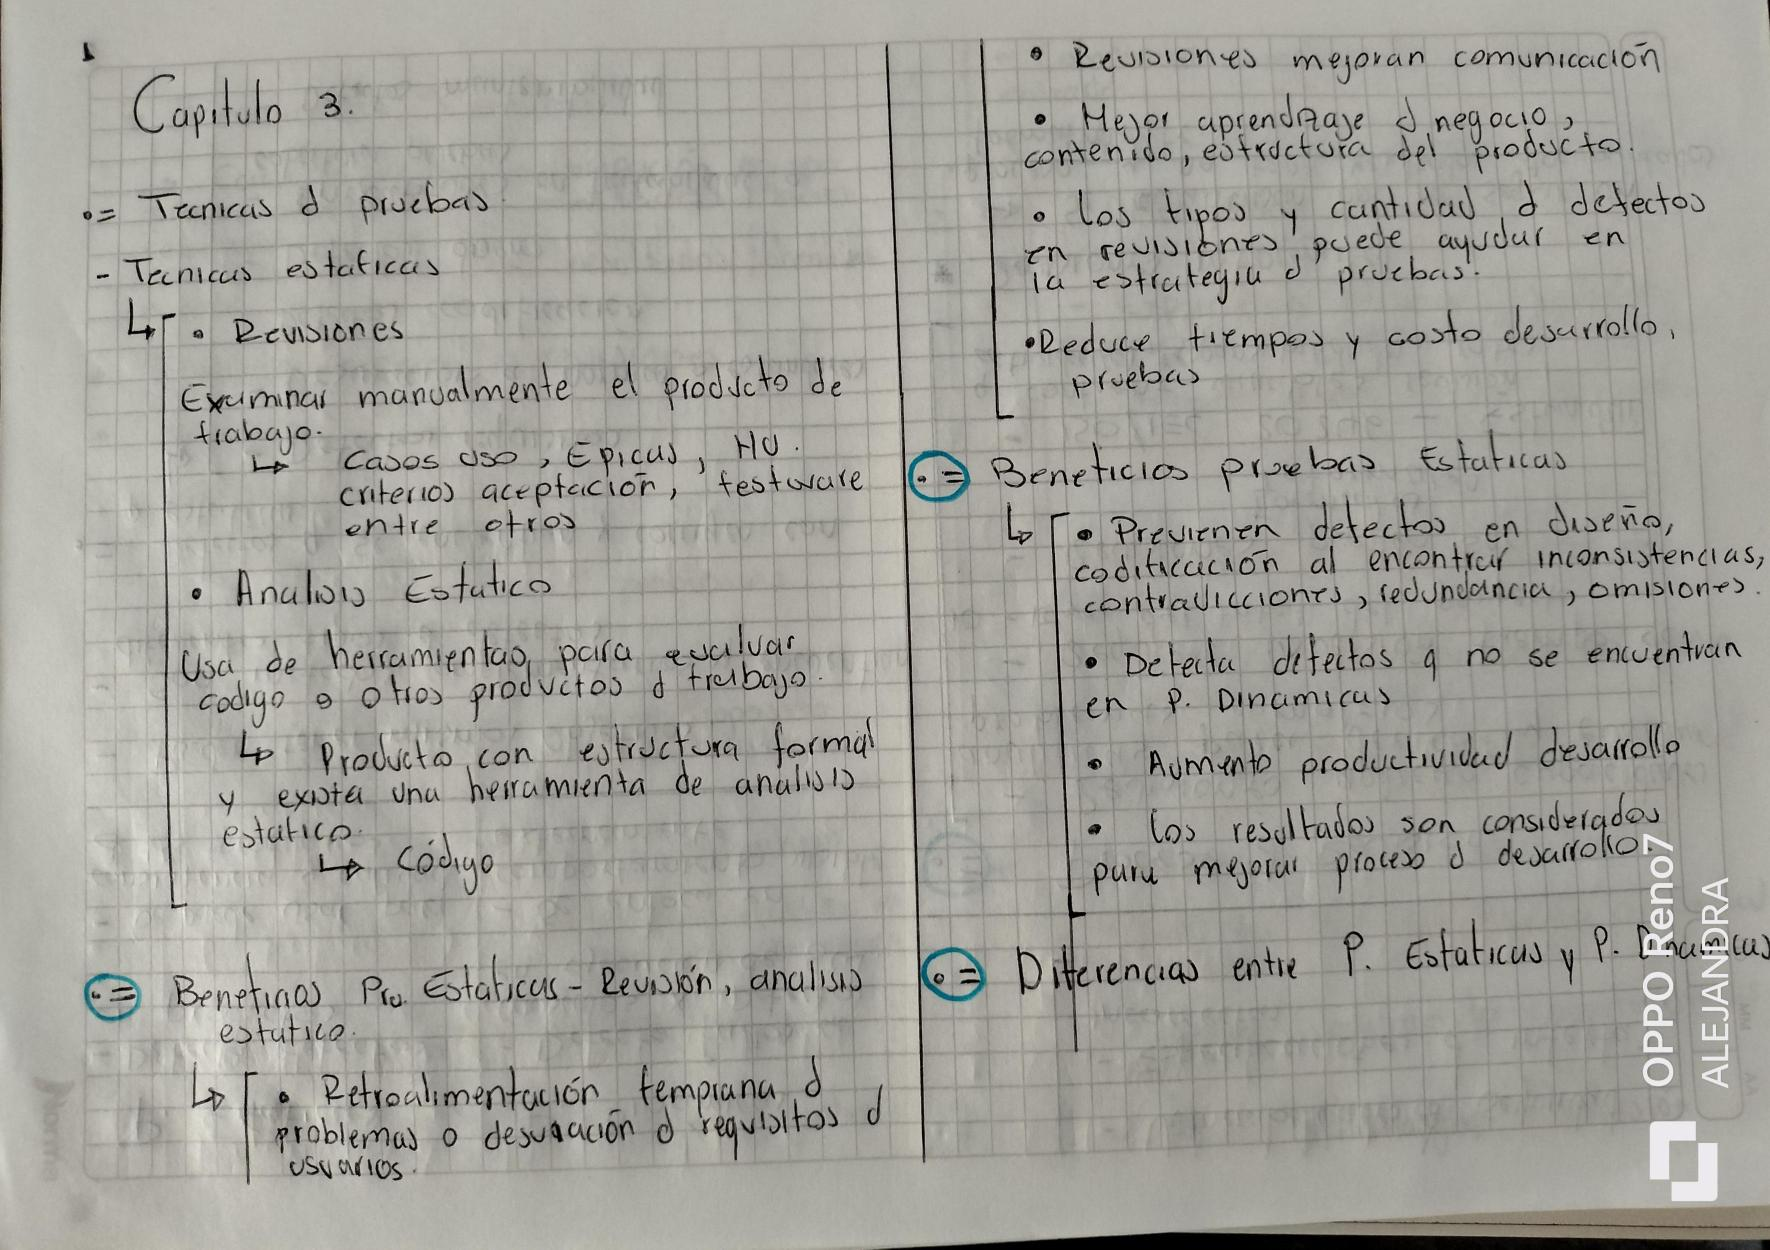 Capitulo 3.
•= Tecnicas d pruebas
- Tecnicas estaticas
↳ • Revisiones
Examinar manualmente el producto de
trabajo.
↳ Casos uso, Epicas, HU.
criterios aceptación, testware
entre otros
• Analisis Estatico
Usa de herramientas para evaluar
codigo o otros productos d trabajo.
↳ Producto con estructura formal
y exista una herramienta de analisis
estatico.
↳ Código
•= Beneficios Pru. Estaticas - Revisión, analisis
estatico.
↳ • Retroalimentación temprana d
problemas o desviación d requisitos d
usuarios.
• Revisiones mejoran comunicación
• Mejor aprendizaje d negocio,
contenido, estructura del producto.
• Los tipos y cantidad d defectos
en revisiones puede ayudar en
la estrategia d pruebas.
• Reduce tiempos y costo desarrollo,
pruebas
•= Beneficios pruebas Estaticas
↳ • Previenen defectos en diseño,
codificación al encontrar inconsistencias,
contradicciones, redundancia, omisiones.
• Detecta defectos q no se encuentran
en P. Dinamicas
• Aumento productividad desarrollo
• Los resultados son considerados
para mejorar proceso d desarrollo.
•= Diferencias entre P. Estaticas y P. Dinamicas
OPPO Reno7
ALEJANDRA